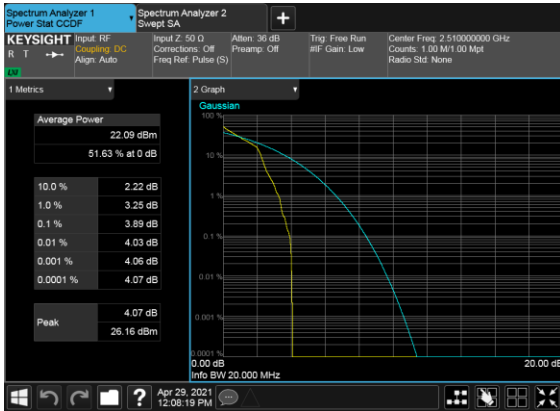 Spectrum Analyzer 1
Power Stat CCDF
Spectrum Analyzer 2
Swept SA
KEYSIGHT
R T
LXI
Input: RF
Coupling: DC
Align: Auto
Input Z: 50 Ω
Corrections: Off
Freq Ref: Pulse (S)
Atten: 36 dB
Preamp: Off
Trig: Free Run
#IF Gain: Low
Center Freq: 2.510000000 GHz
Counts: 1.00 M/1.00 Mpt
Radio Std: None
1 Metrics
Average Power
22.09 dBm
51.63 % at 0 dB
10.0 % 2.22 dB
1.0 % 3.25 dB
0.1 % 3.89 dB
0.01 % 4.03 dB
0.001 % 4.06 dB
0.0001 % 4.07 dB
Peak
4.07 dB
26.16 dBm
2 Graph
Gaussian
100 %
10 %
1 %
0.1 %
0.01 %
0.001 %
0.0001 %
0.00 dB
20.00 dB
Info BW 20.000 MHz
?
Apr 29, 2021
12:08:19 PM